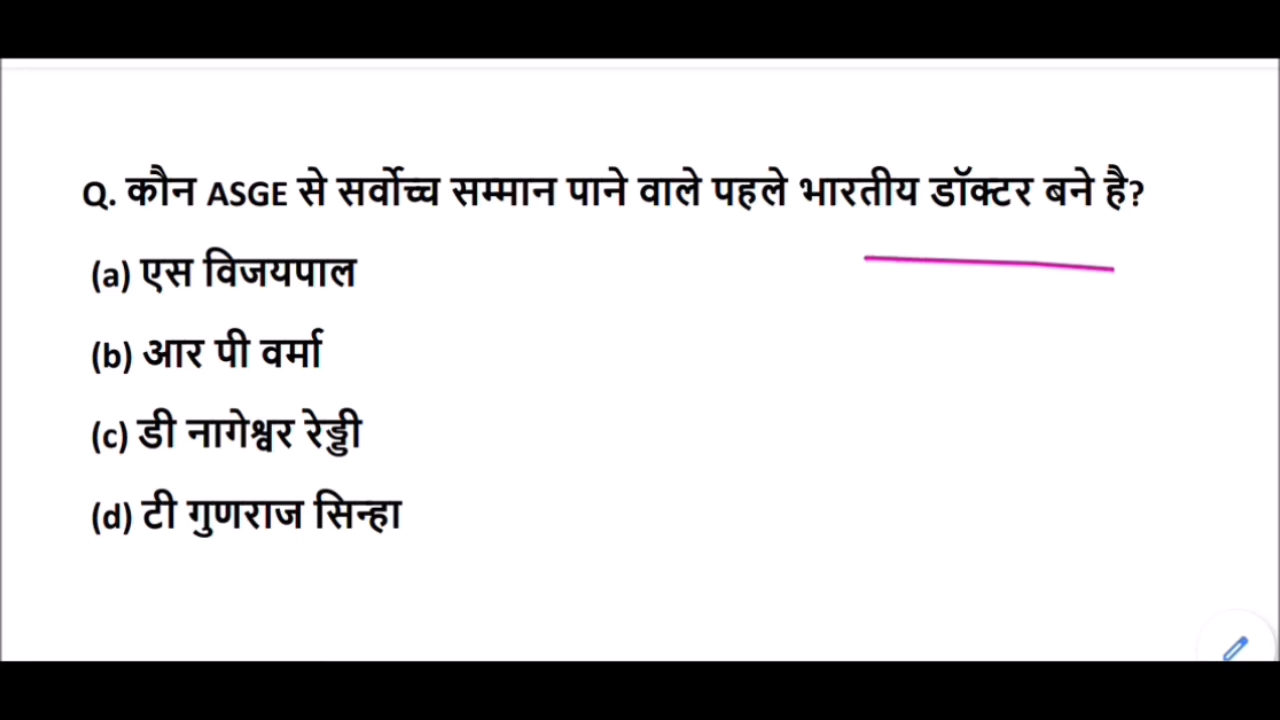 Q. कौन ASGE से सर्वोच्च सम्मान पाने वाले पहले भारतीय डॉक्टर बने है?
(a) एस विजयपाल
(b) आर पी वर्मा
(c) डी नागेश्वर रेड्डी
(d) टी गुणराज सिन्हा